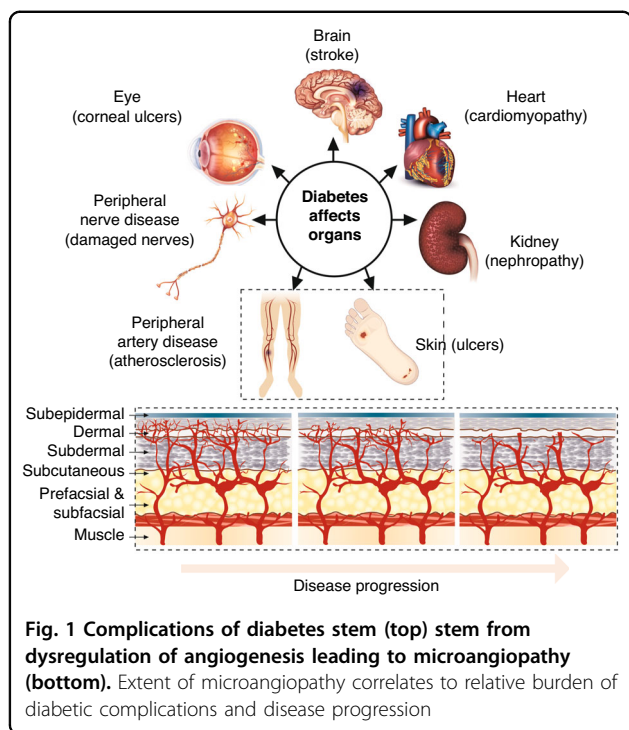 Brain
(stroke)
Eye
(corneal ulcers)
Heart
(cardiomyopathy)
Peripheral
nerve disease
(damaged nerves)
Diabetes
affects
organs
Kidney
(nephropathy)
Peripheral
artery disease
(atherosclerosis)
Skin (ulcers)
Subepidermal
Dermal
Subdermal
Subcutaneous
Prefacsial &
subfacsial
Muscle
Disease progression
Fig. 1 Complications of diabetes stem (top) stem from
dysregulation of angiogenesis leading to microangiopathy
(bottom). Extent of microangiopathy correlates to relative burden of
diabetic complications and disease progression